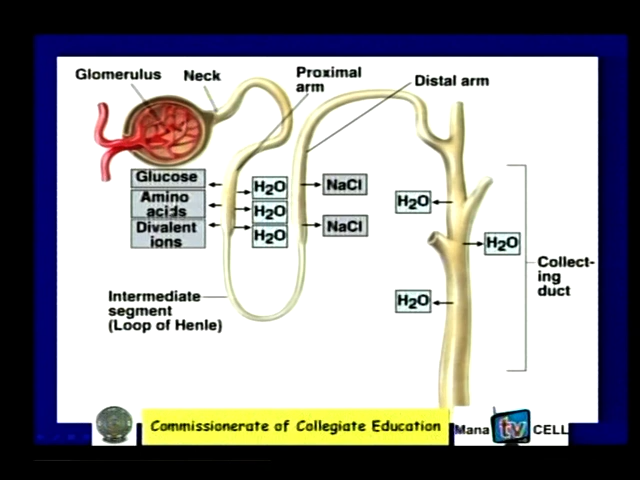 Glomerulus
Neck
Proximal
arm
Distal arm
Glucose
Amino
acids
Divalent
ions
H2O
H2O
H2O
NaCl
NaCl
H2O
H2O
H2O
Collect-
ing
duct
Intermediate
segment
(Loop of Henle)
Commissionerate of Collegiate Education
Mana tv CELL